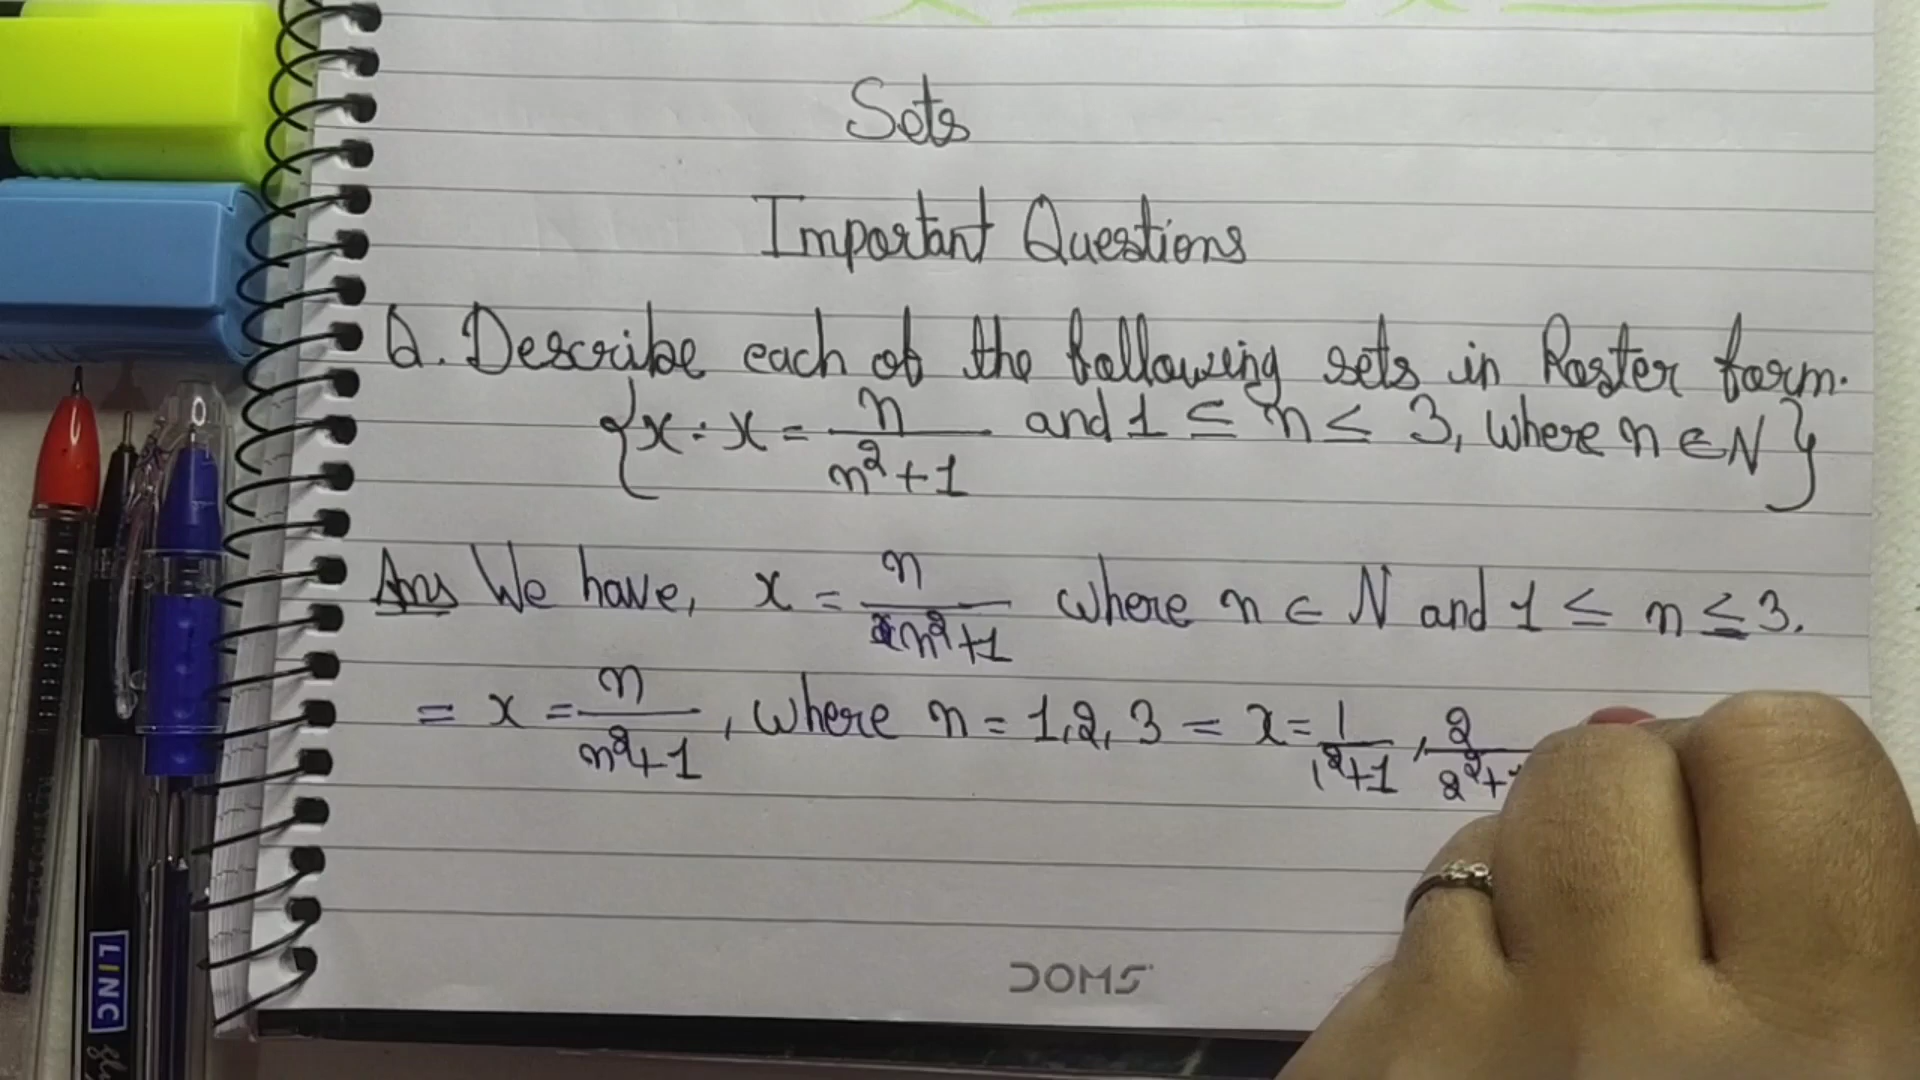 Sets
Important Questions
Q. Describe each of the following sets in Roster form.
{x : x = n/n²+1 and 1 ≤ n ≤ 3, where n ∈ N}
Ans We have, x = n/n²+1 where n ∈ N and 1 ≤ n ≤ 3.
= x = n/n²+1, where n = 1,2,3 = x = 1/1²+1, 2/2²+
DOMS
LINC